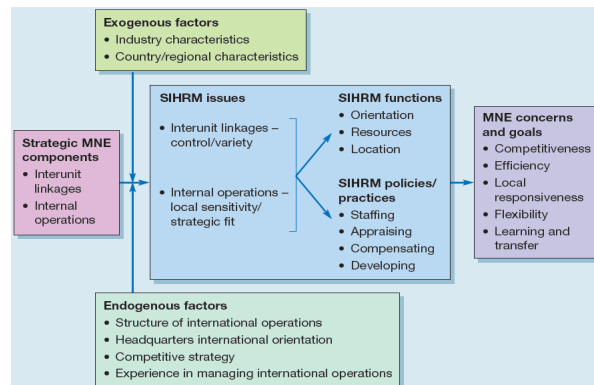 Exogenous factors
• Industry characteristics
• Country/regional characteristics
Strategic MNE
components
• Interunit
linkages
• Internal
operations
SIHRM issues
• Interunit linkages –
control/variety
• Internal operations –
local sensitivity/
strategic fit
SIHRM functions
• Orientation
• Resources
• Location
SIHRM policies/
practices
• Staffing
• Appraising
• Compensating
• Developing
MNE concerns
and goals
• Competitiveness
• Efficiency
• Local
responsiveness
• Flexibility
• Learning and
transfer
Endogenous factors
• Structure of international operations
• Headquarters international orientation
• Competitive strategy
• Experience in managing international operations